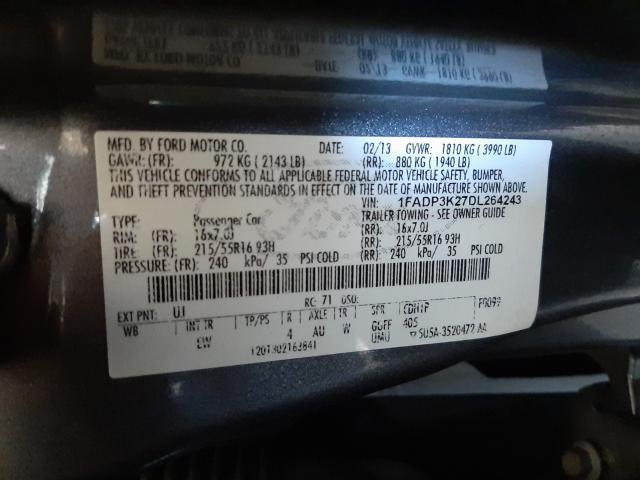 MFD. BY FORD MOTOR CO. DATE: 02/13 GVWR: 1810 KG ( 3990 LB)
GAWR: (FR): 972 KG ( 2143 LB) (RR): 880 KG ( 1940 LB)
THIS VEHICLE CONFORMS TO ALL APPLICABLE FEDERAL MOTOR VEHICLE SAFETY, BUMPER,
AND THEFT PREVENTION STANDARDS IN EFFECT ON THE DATE OF MANUFACTURE SHOWN ABOVE.
VIN: 1FADP3K27DL264243
TYPE: Passenger Car TRAILER TOWING - SEE OWNER GUIDE
RIM: (FR): 16x7.0J (RR): 16x7.0J
TIRE (FR): 215/55R16 93H (RR): 215/55R16 93H
PRESSURE: (FR): 240 kPa/ 35 PSI COLD (RR): 240 kPa/ 35 PSI COLD
RC: 71 DSO:
EXT PNT: UJ
WB INT TR TP/PS R AXLE TR SPR
EW 4 AU W